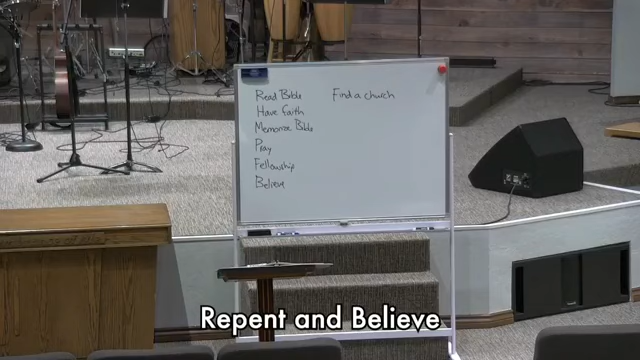 Read Bible
Find a church
Have faith
Memorize Bible
Pray
Fellowship
Believe
Repent and Believe